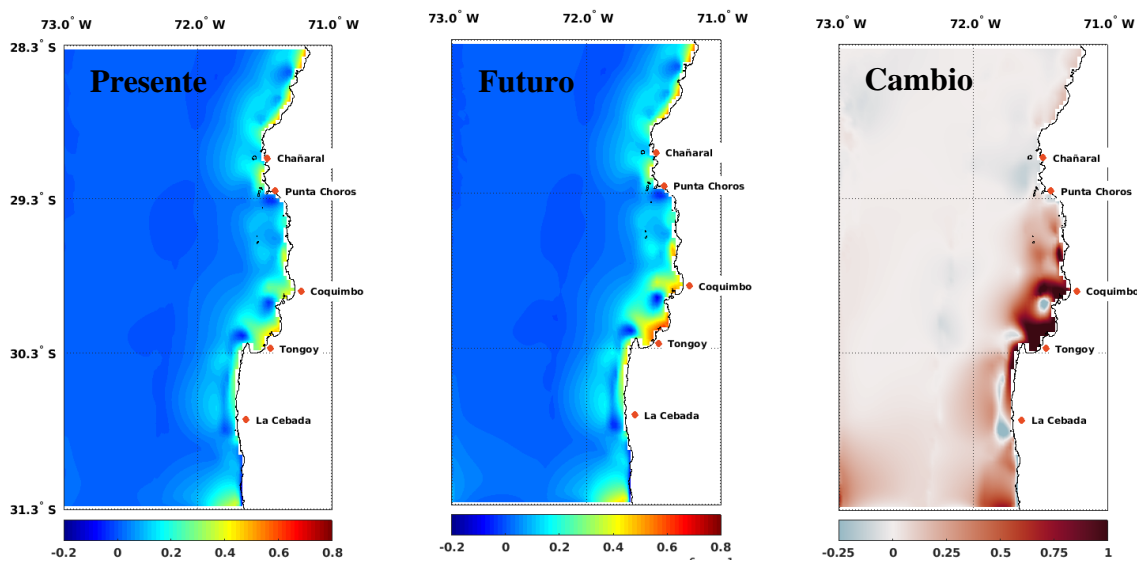 73.0° W 72.0° W 71.0° W
28.3° S
29.3° S
30.3° S
31.3° S
Presente
Chañaral
Punta Choros
Coquimbo
Tongoy
La Cebada
-0.2 0 0.2 0.4 0.6 0.8
73.0° W 72.0° W 71.0° W
Futuro
Chañaral
Punta Choros
Coquimbo
Tongoy
La Cebada
-0.2 0 0.2 0.4 0.6 0.8
73.0° W 72.0° W 71.0° W
Cambio
Chañaral
Punta Choros
Coquimbo
Tongoy
La Cebada
-0.25 0 0.25 0.5 0.75 1